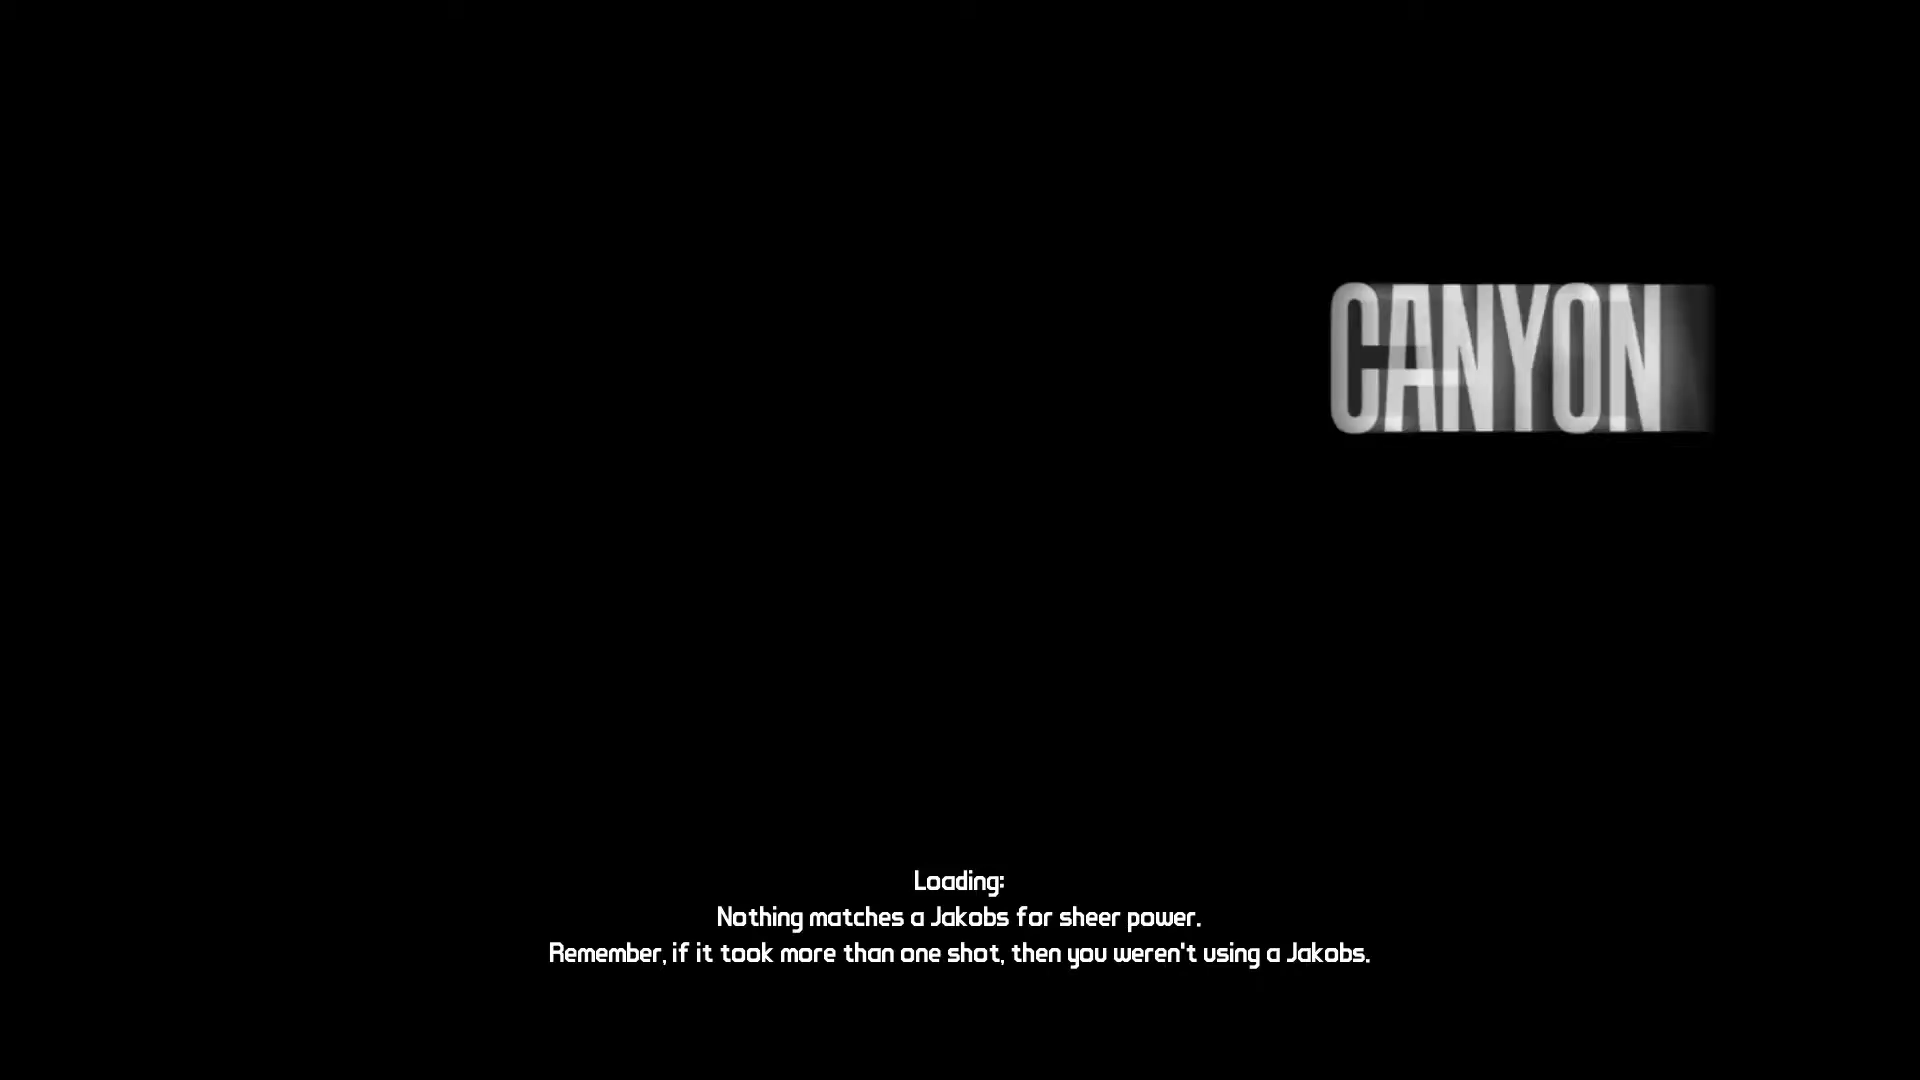 CANYON
Loading:
Nothing matches a Jakobs for sheer power.
Remember, if it took more than one shot, then you weren't using a Jakobs.